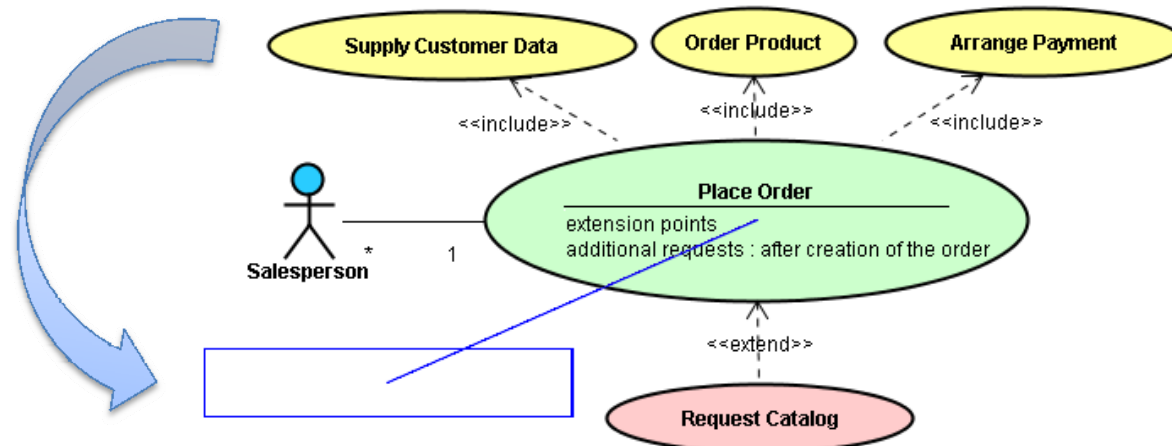 Supply Customer Data
Order Product
Arrange Payment
<<include>>
<<include>>
<<include>>
Place Order
extension points
additional requests : after creation of the order
*
1
Salesperson
<<extend>>
Request Catalog